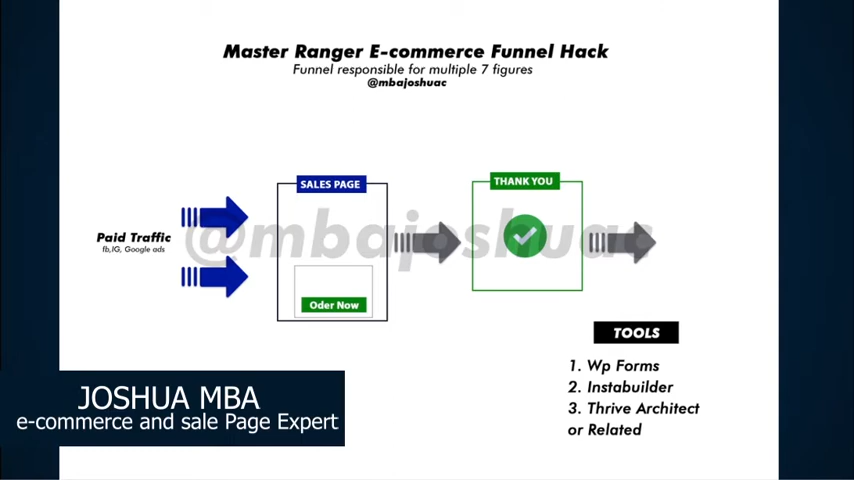 Master Ranger E-commerce Funnel Hack
Funnel responsible for multiple 7 figures
@mbajoshuac
SALES PAGE
THANK YOU
@mbajoshuac
Paid Traffic
fb,IG, Google ads
Oder Now
TOOLS
1. Wp Forms
2. Instabuilder
3. Thrive Architect
or Related
JOSHUA MBA
e-commerce and sale Page Expert